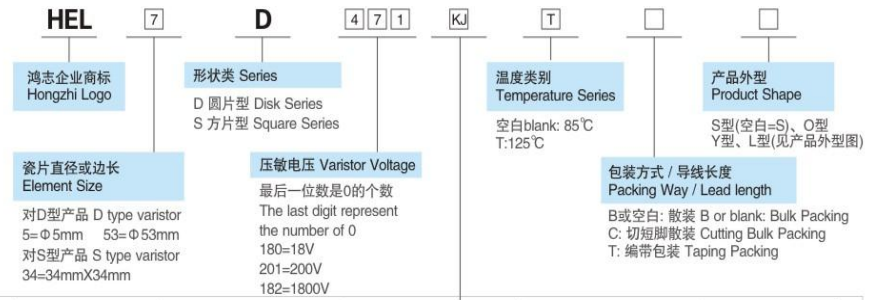 HEL 7 D 4 7 1 KJ T
鸿志企业商标
Hongzhi Logo
形状类 Series
D 圆片型 Disk Series
S 方片型 Square Series
温度类别
Temperature Series
空白blank: 85℃
T:125℃
产品外型
Product Shape
S型(空白=S)、O型
Y型、L型(见产品外型图)
瓷片直径或边长
Element Size
对D型产品 D type varistor
5=Φ5mm 53=Φ53mm
对S型产品 S type varistor
34=34mmX34mm
压敏电压 Varistor Voltage
最后一位数是0的个数
The last digit represent
the number of 0
180=18V
201=200V
182=1800V
包装方式 / 导线长度
Packing Way / Lead length
B或空白: 散装 B or blank: Bulk Packing
C: 切短脚散装 Cutting Bulk Packing
T: 编带包装 Taping Packing